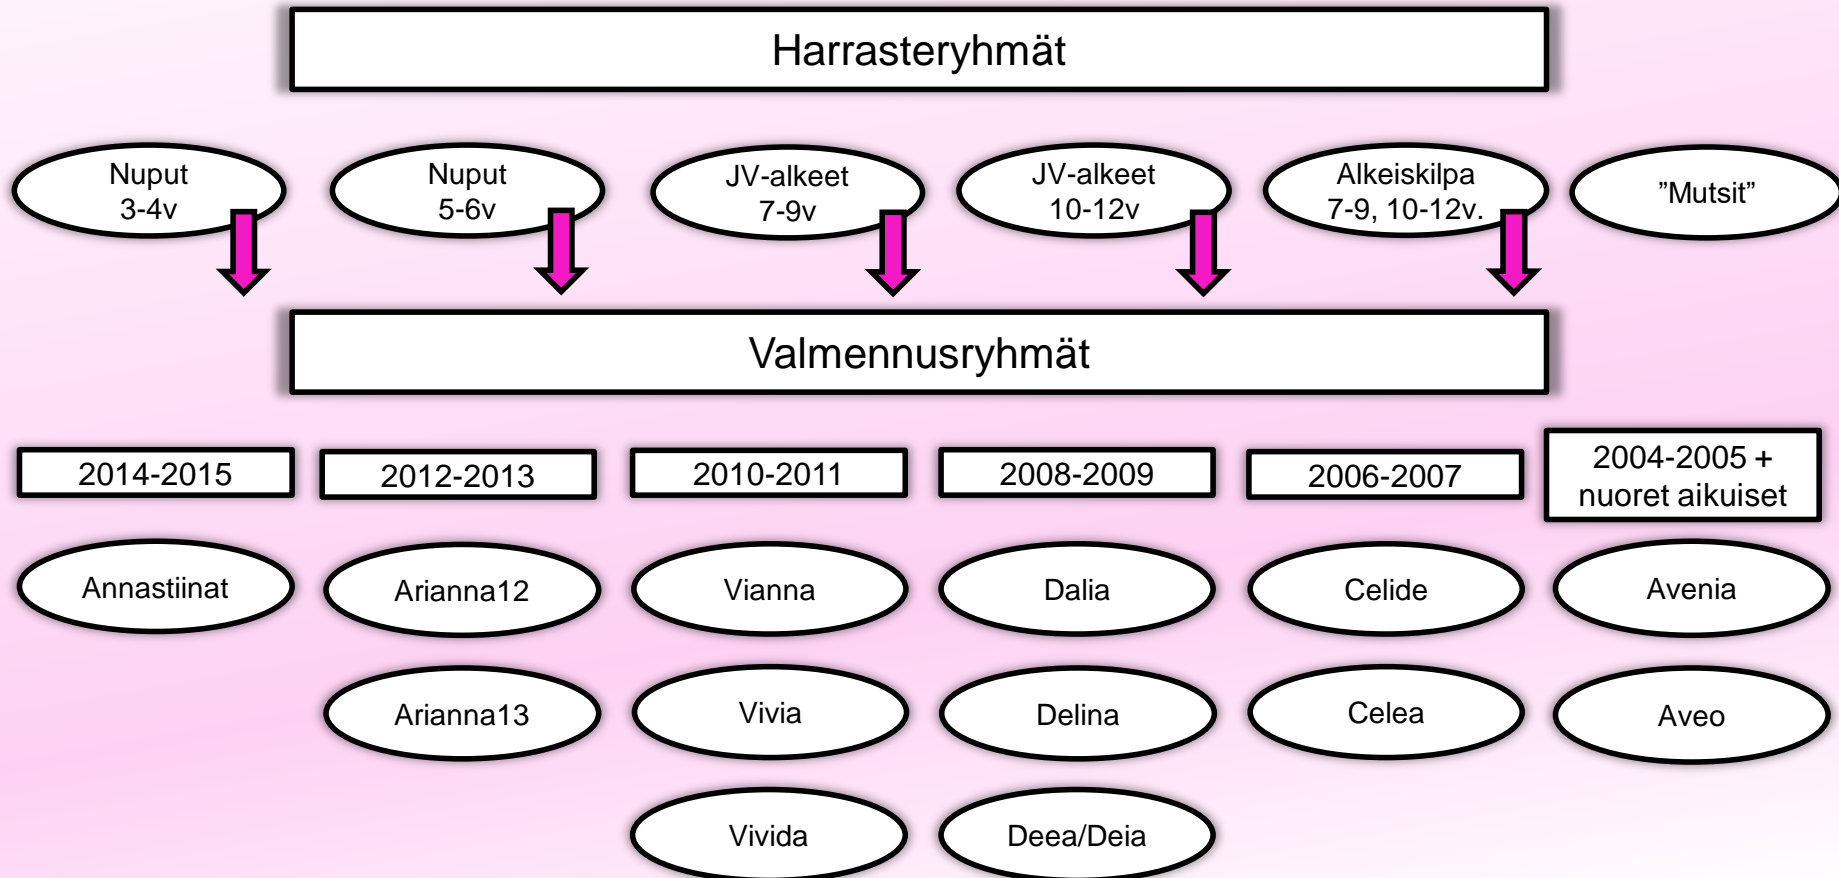 Harrasteryhmät
Nuput
3-4v
Nuput
5-6v
JV-alkeet
7-9v
JV-alkeet
10-12v
Alkeiskilpa
7-9, 10-12v.
”Mutsit”
Valmennusryhmät
2014-2015
2012-2013
2010-2011
2008-2009
2006-2007
2004-2005 +
nuoret aikuiset
Annastiinat
Arianna12
Vianna
Dalia
Celide
Avenia
Arianna13
Vivia
Delina
Celea
Aveo
Vivida
Deea/Deia